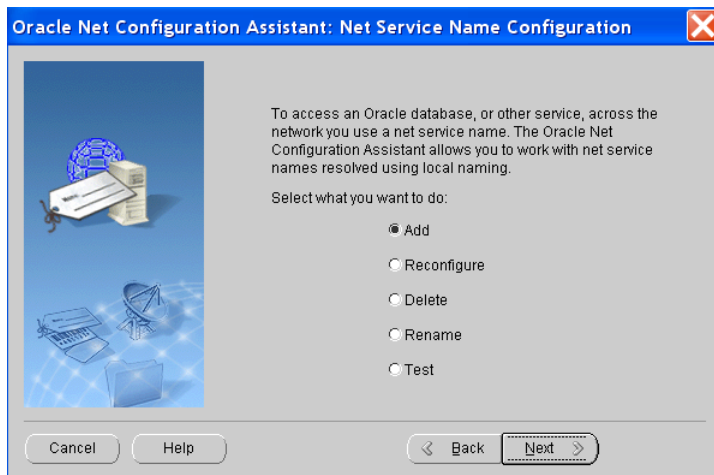 Oracle Net Configuration Assistant: Net Service Name Configuration
To access an Oracle database, or other service, across the
network you use a net service name. The Oracle Net
Configuration Assistant allows you to work with net service
names resolved using local naming.
Select what you want to do:
Add
Reconfigure
Delete
Rename
Test
Cancel
Help
Back
Next